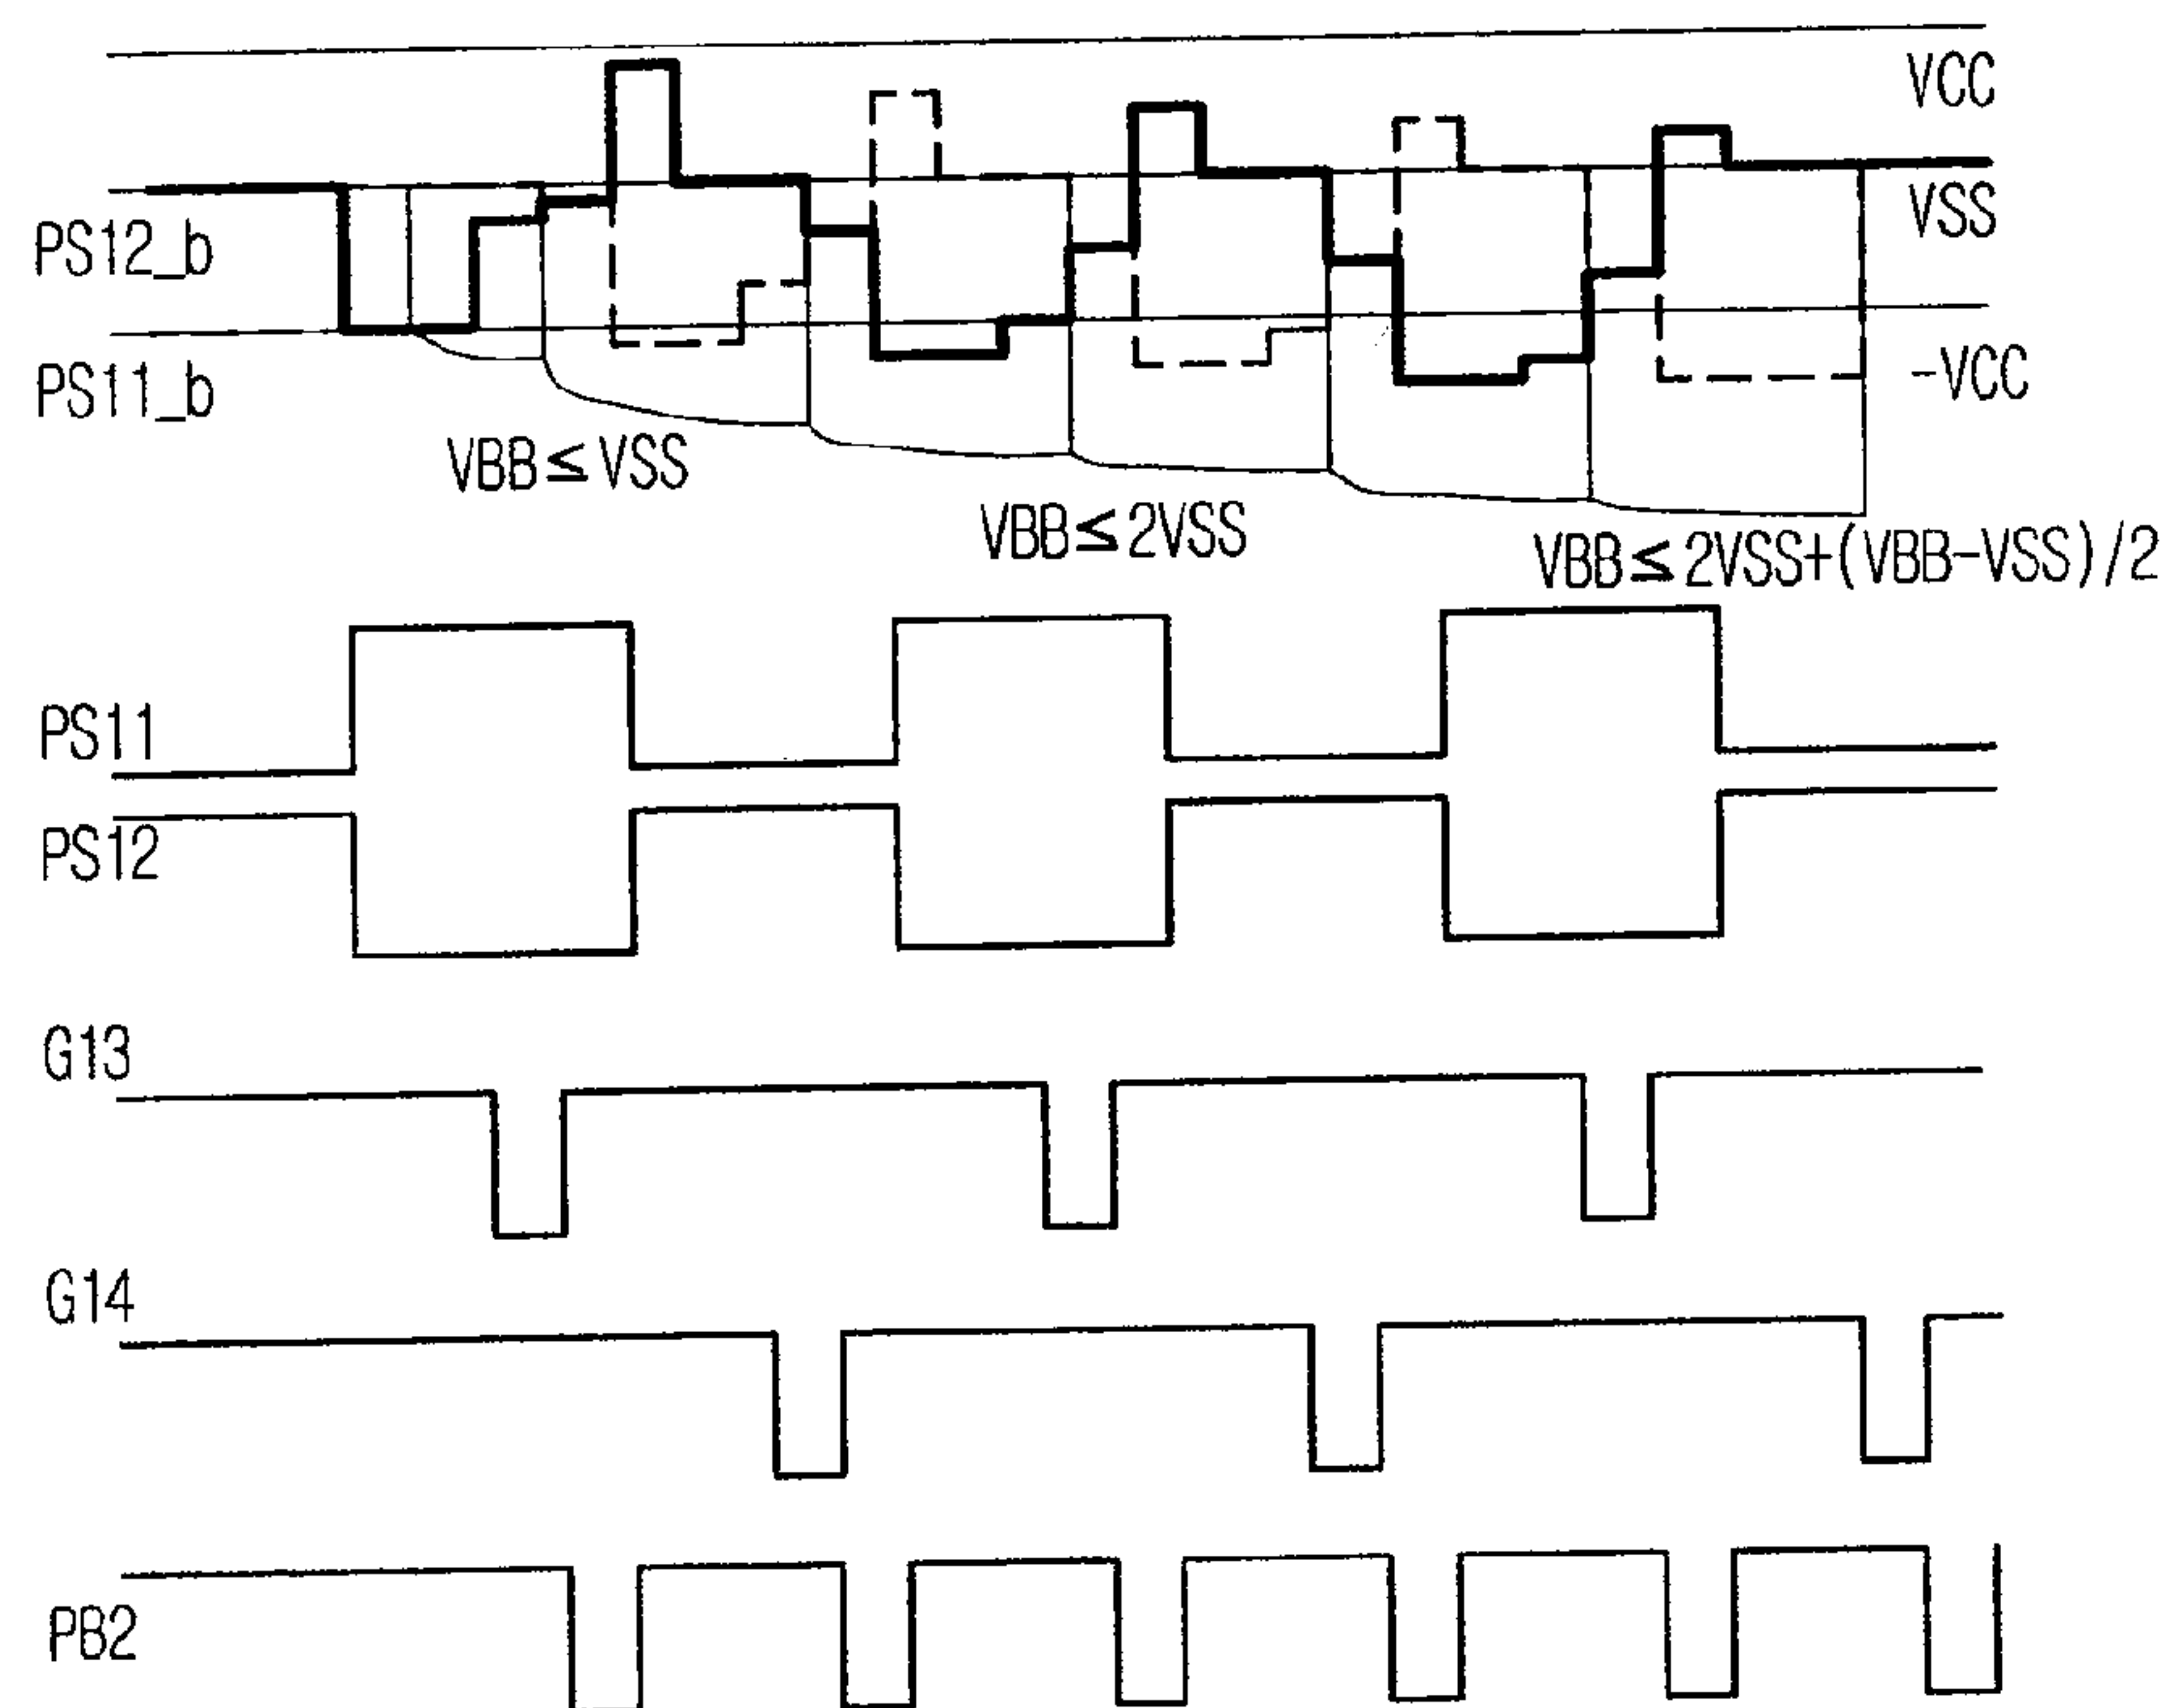 VCC
PS12_b
VSS
PS11_b
-VCC
VBB≤VSS
VBB≤2VSS
VBB≤2VSS+(VBB-VSS)/2
PS11
PS12
G13
G14
PB2